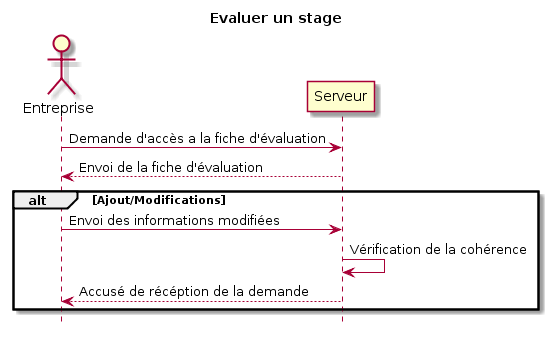 Evaluer un stage
Entreprise
Serveur
Demande d'accès a la fiche d'évaluation
Envoi de la fiche d'évaluation
alt [Ajout/Modifications]
Envoi des informations modifiées
Vérification de la cohérence
Accusé de récéption de la demande